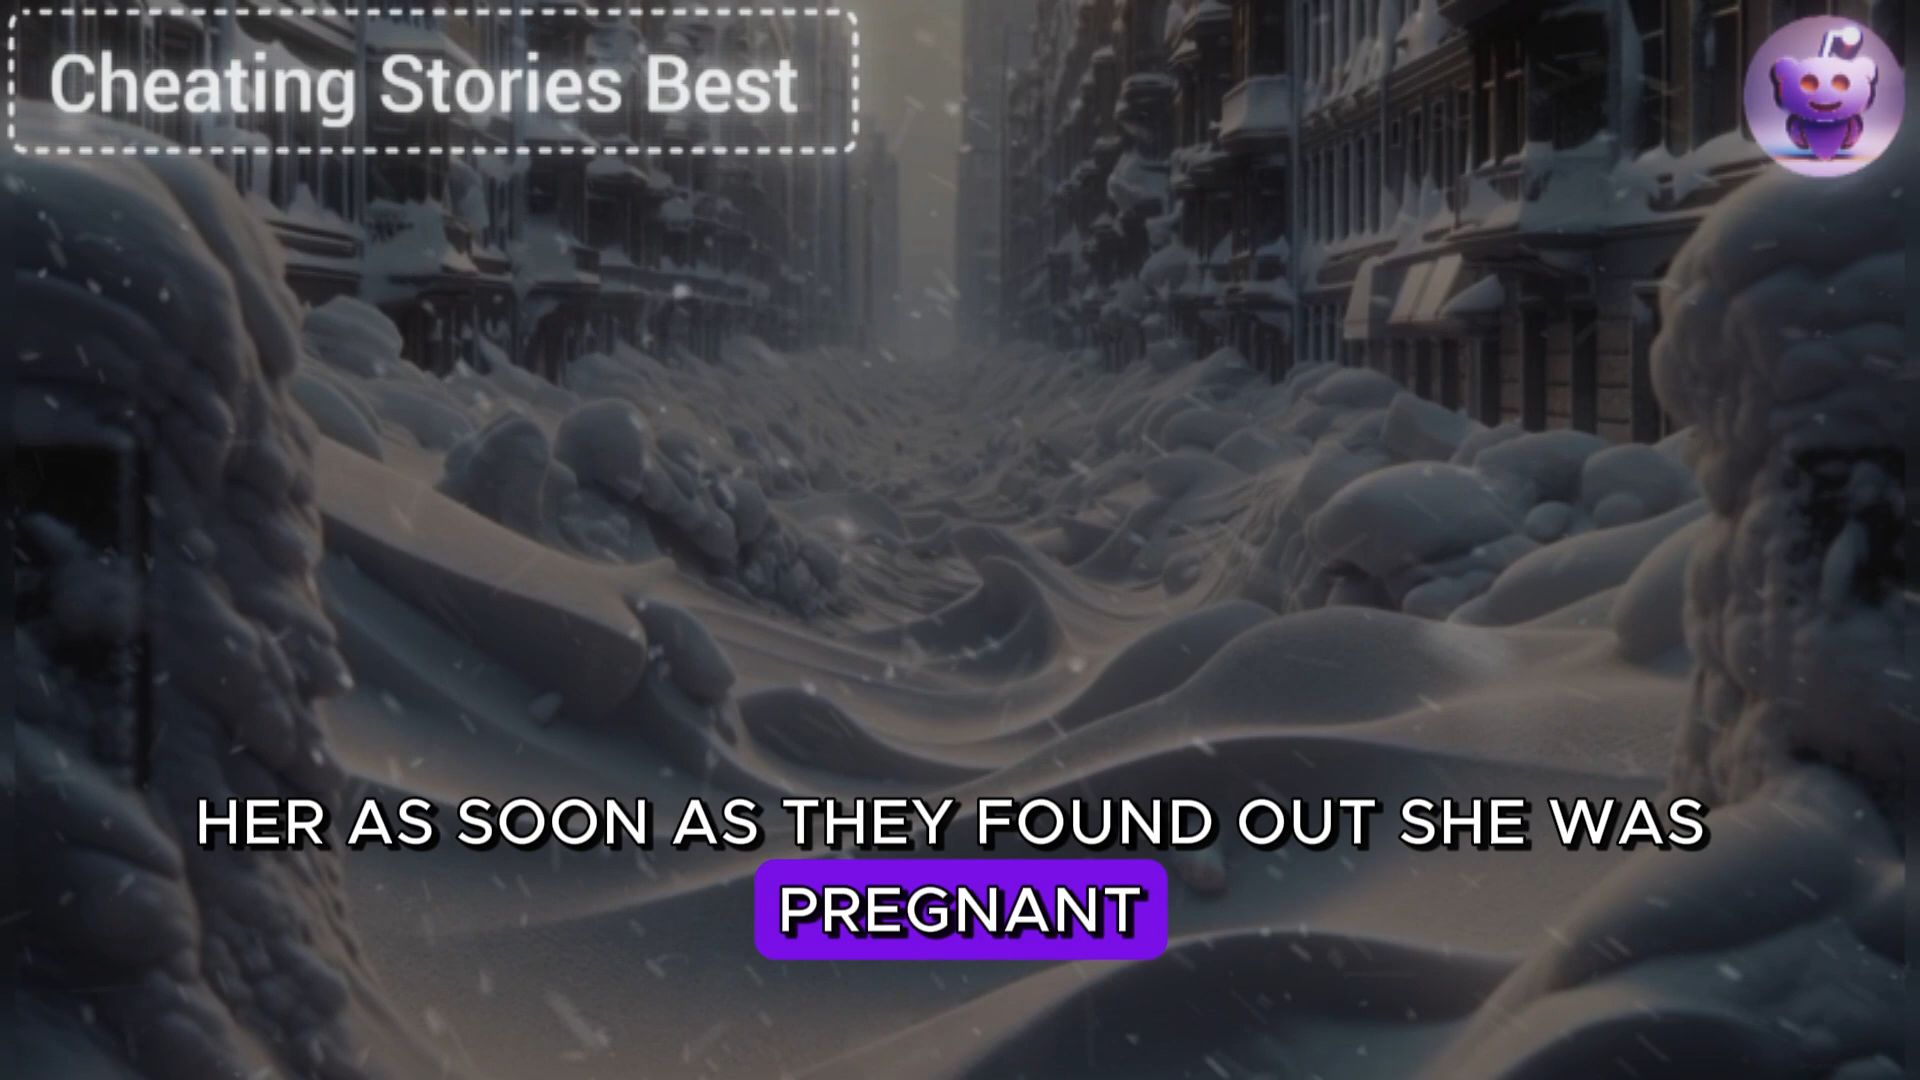 Cheating Stories Best
HER AS SOON AS THEY FOUND OUT SHE WAS
PREGNANT